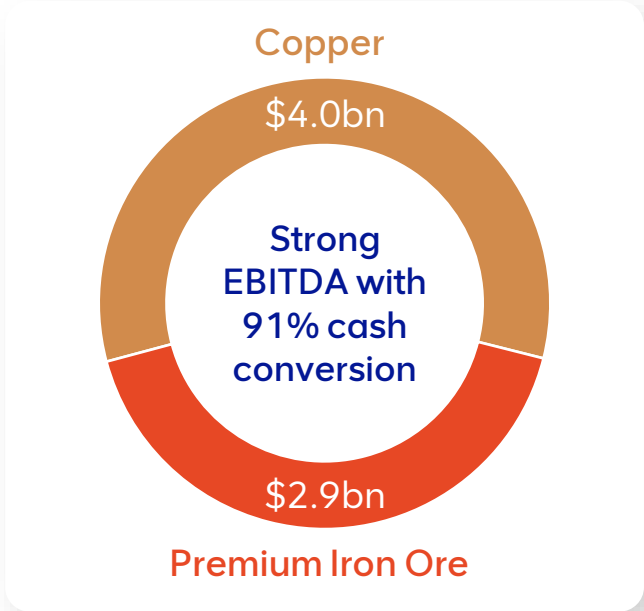 Copper
$4.0bn
Strong
EBITDA with
91% cash
conversion
$2.9bn
Premium Iron Ore